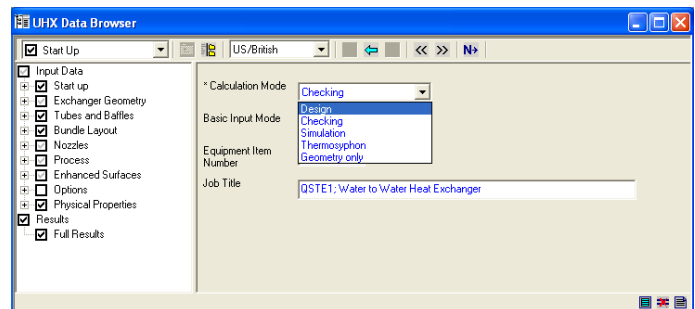 UHX Data Browser
Start Up
US/British
<< >> N→
Input Data
Start up
Exchanger Geometry
Tubes and Baffles
Bundle Layout
Nozzles
Process
Enhanced Surfaces
Options
Physical Properties
Results
Full Results
* Calculation Mode
Checking
Design
Checking
Simulation
Thermosyphon
Geometry only
Basic Input Mode
Equipment Item
Number
Job Title
QSTE1; Water to Water Heat Exchanger